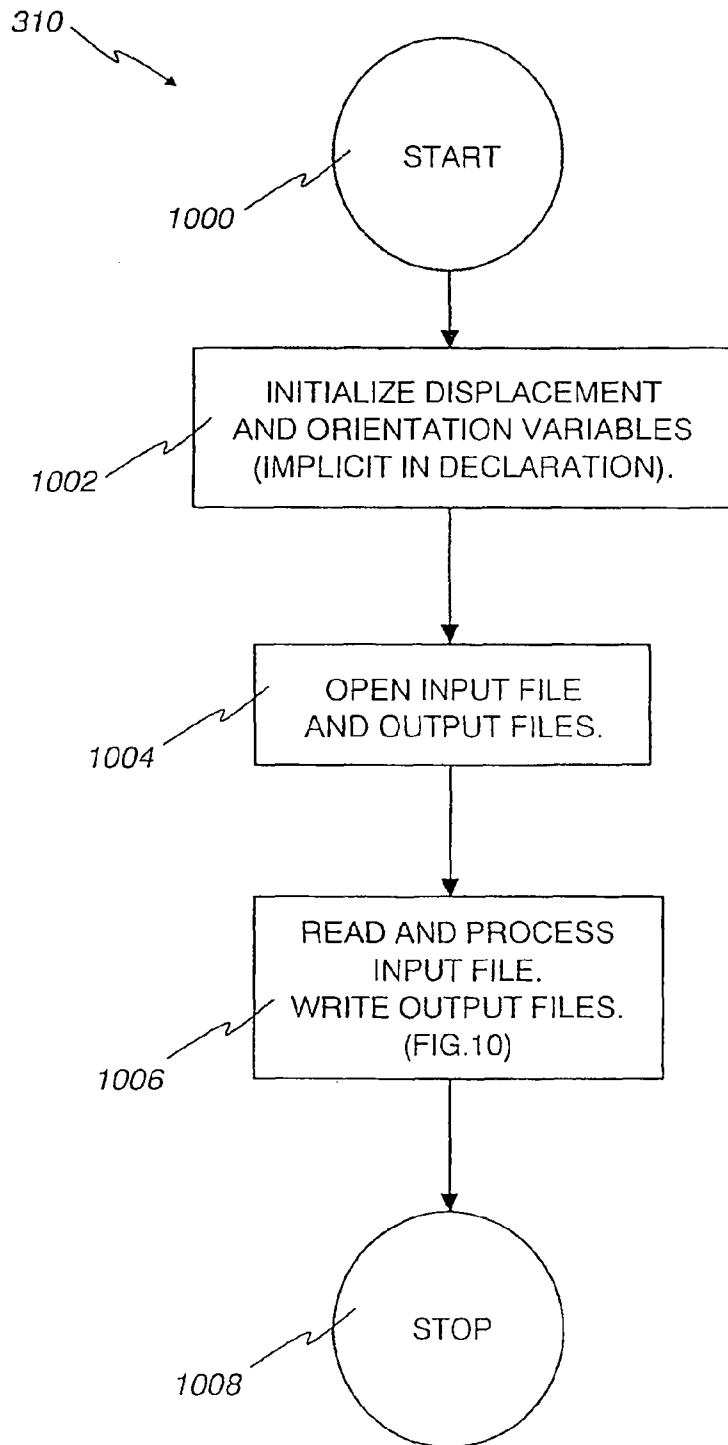 310
START
1000
INITIALIZE DISPLACEMENT
AND ORIENTATION VARIABLES
(IMPLICIT IN DECLARATION).
1002
OPEN INPUT FILE
AND OUTPUT FILES.
1004
READ AND PROCESS
INPUT FILE.
WRITE OUTPUT FILES.
(FIG.10)
1006
STOP
1008